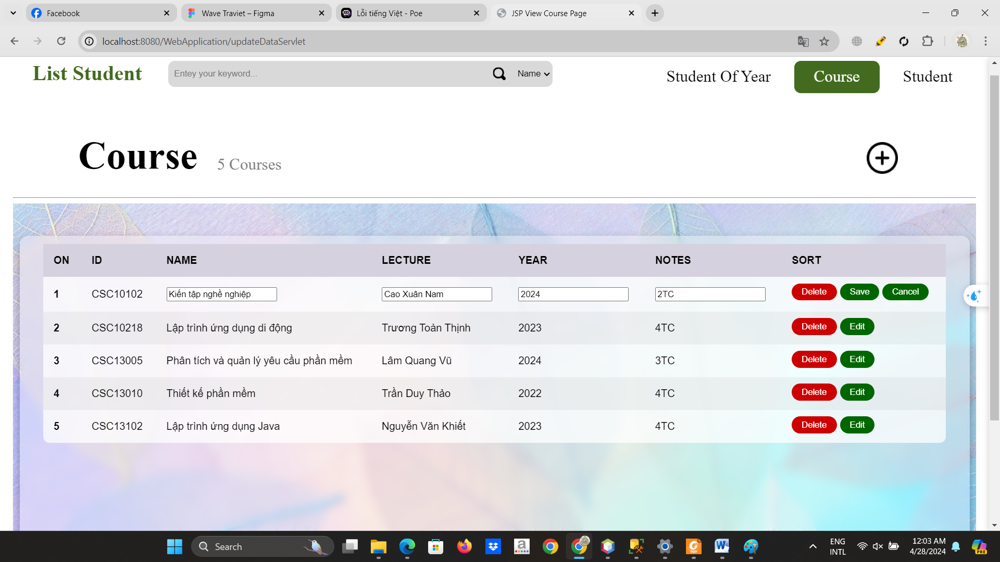 Facebook
Wave Traviet – Figma
Lỗi tiếng Việt - Poe
JSP View Course Page
localhost:8080/WebApplication/updateDataServlet
List Student
Entey your keyword...
Name
Student Of Year
Course
Student
Course
5 Courses
ON ID NAME LECTURE YEAR NOTES SORT
1 CSC10102 Kiến tập nghề nghiệp Cao Xuân Nam 2024 2TC Delete Save Cancel
2 CSC10218 Lập trình ứng dụng di động Trương Toàn Thịnh 2023 4TC Delete Edit
3 CSC13005 Phân tích và quản lý yêu cầu phần mềm Lâm Quang Vũ 2024 3TC Delete Edit
4 CSC13010 Thiết kế phần mềm Trần Duy Thảo 2022 4TC Delete Edit
5 CSC13102 Lập trình ứng dụng Java Nguyễn Văn Khiết 2023 4TC Delete Edit
Search
ENG
INTL
12:03 AM
4/28/2024
PRE